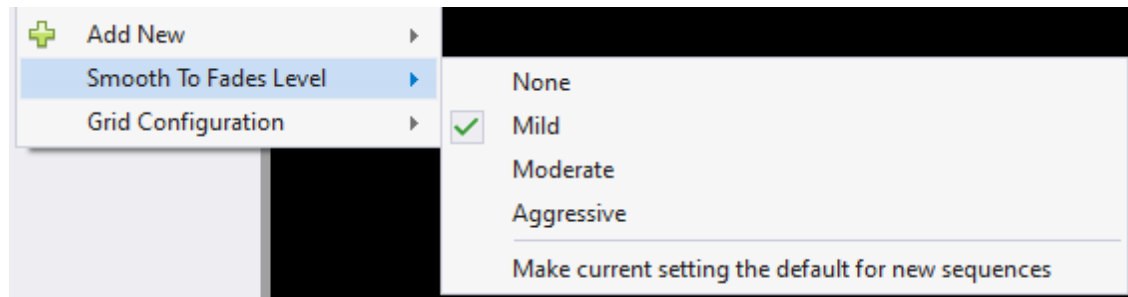 Add New
Smooth To Fades Level
Grid Configuration
None
Mild
Moderate
Aggressive
Make current setting the default for new sequences